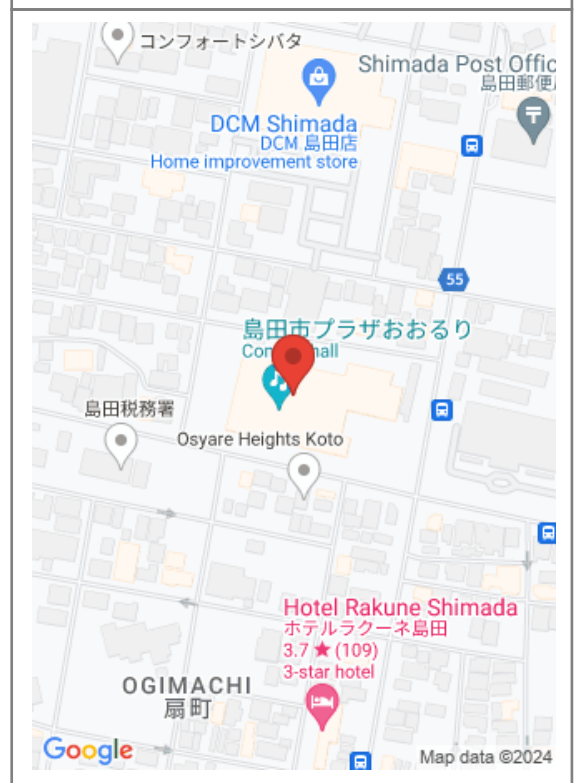 コンフォートシバタ
Shimada Post Offic
島田郵便
DCM Shimada
DCM 島田店
Home improvement store
55
島田市プラザおおるり
Con hall
島田税務署
Osyare Heights Koto
Hotel Rakune Shimada
ホテルラクーネ島田
3.7 ★ (109)
3-star hotel
OGIMACHI
扇町
Google
Map data ©2024